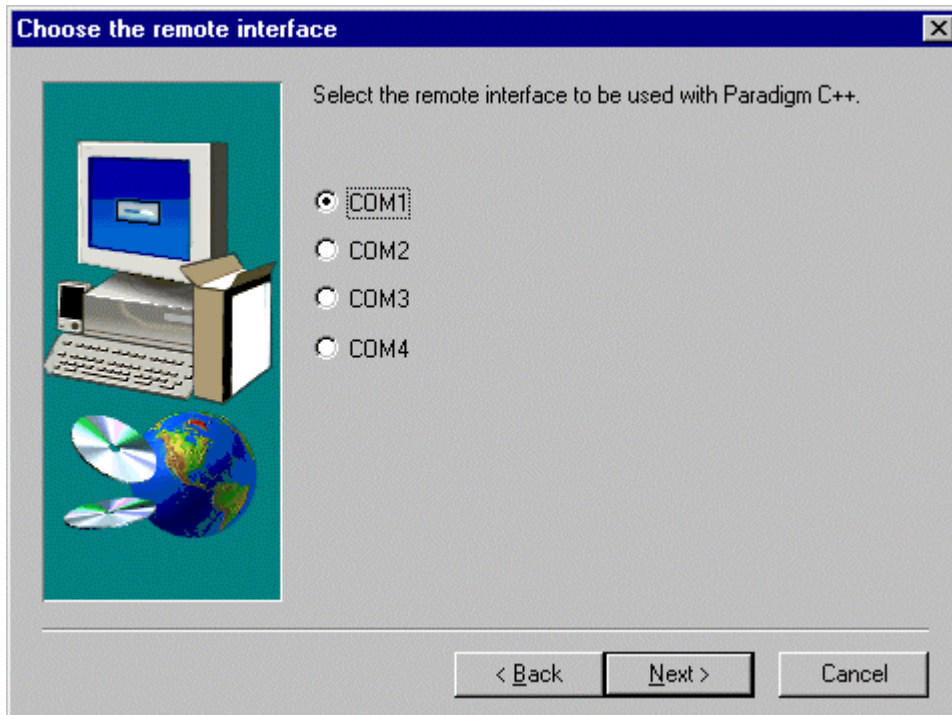 Choose the remote interface
Select the remote interface to be used with Paradigm C++.
COM1
COM2
COM3
COM4
< Back
Next >
Cancel